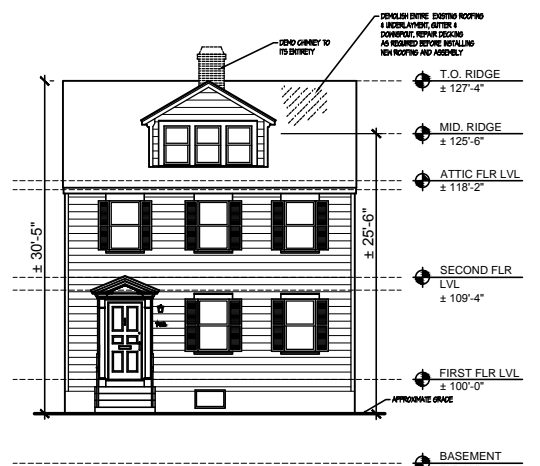 DEMOLISH ENTIRE EXISTING ROOFING
& UNDERLAYMENT, GUTTER &
DOWNSPOUT, REPAIR DECKING
AS REQUIRED BEFORE INSTALLING
NEW ROOFING AND ASSEMBLY
DEMO CHIMNEY TO
ITS ENTIRETY
T.O. RIDGE
± 127'-4"
MID. RIDGE
± 125'-6"
ATTIC FLR LVL
± 118'-2"
± 30'-5"
± 25'-6"
SECOND FLR
LVL
± 109'-4"
FIRST FLR LVL
± 100'-0"
APPROXIMATE GRADE
BASEMENT